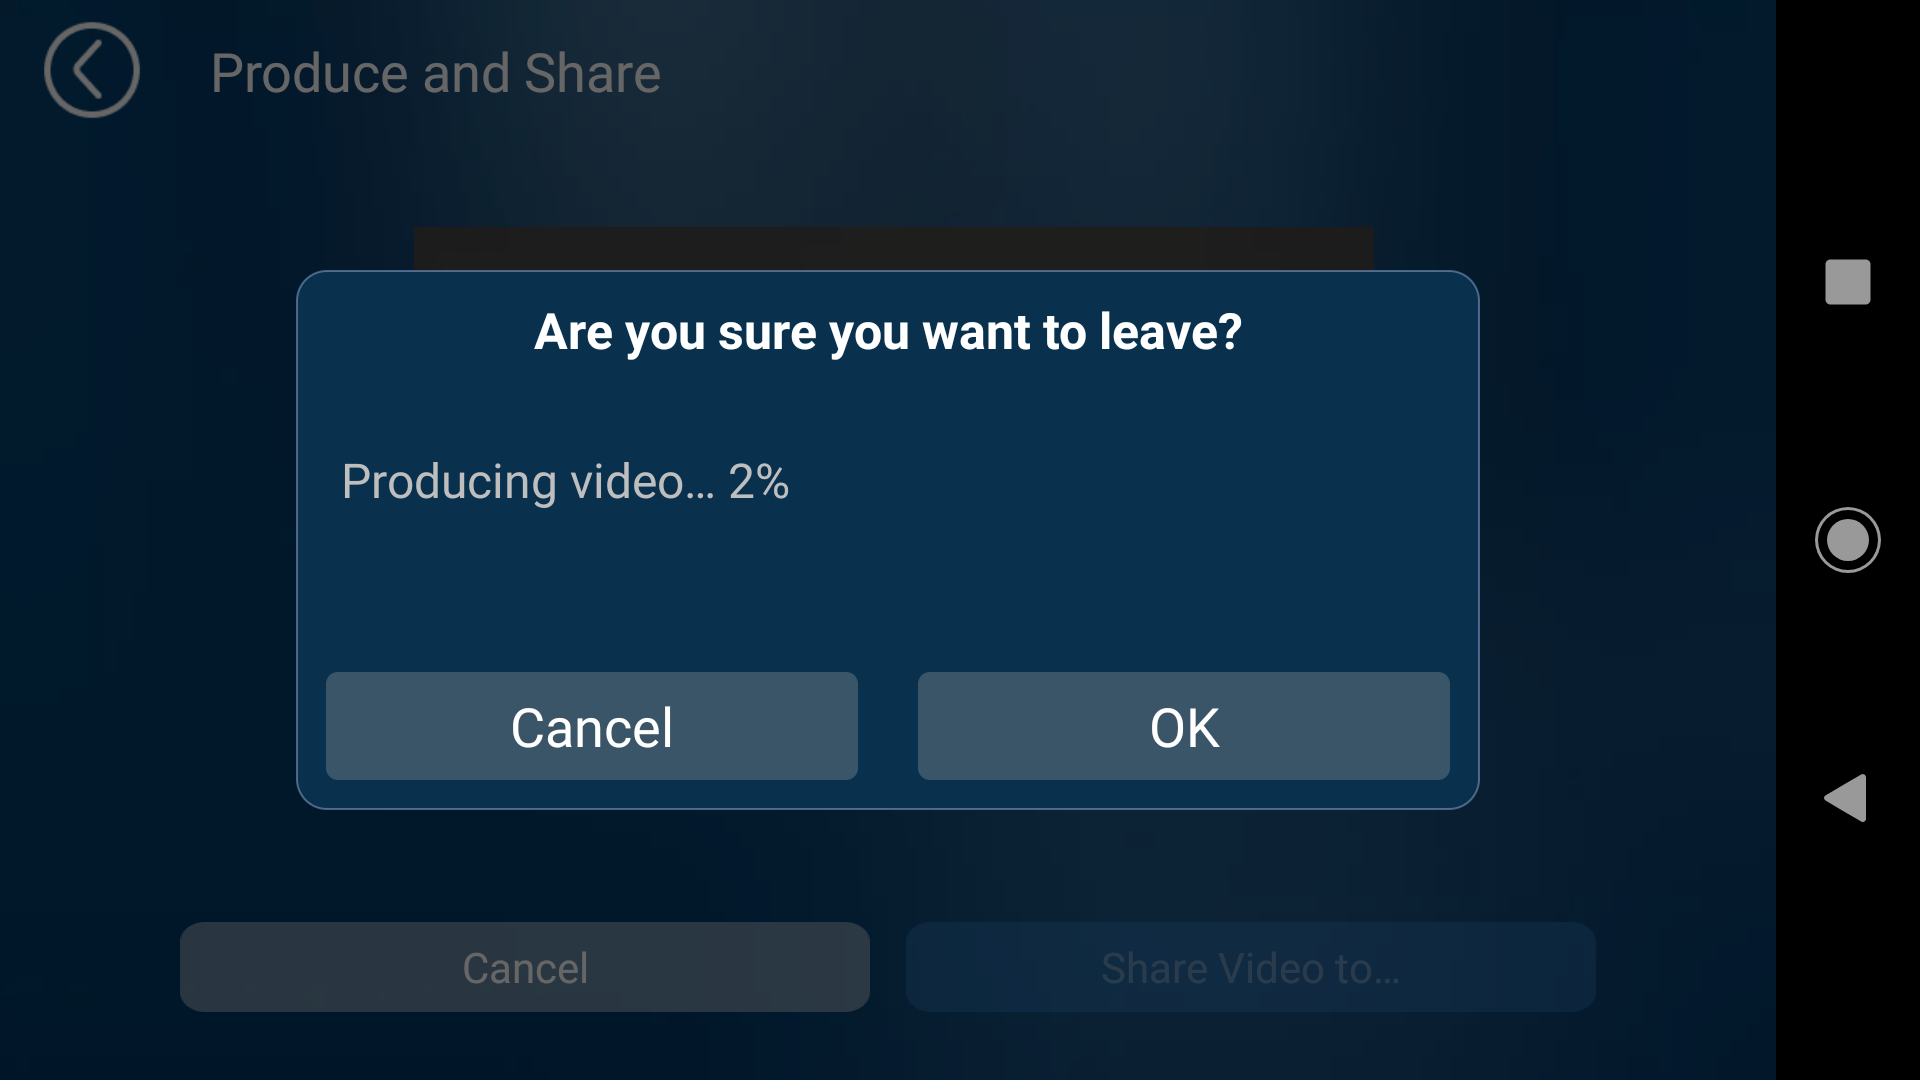 Produce and Share
Are you sure you want to leave?
Producing video... 2%
Cancel
OK
Cancel
Share Video to...